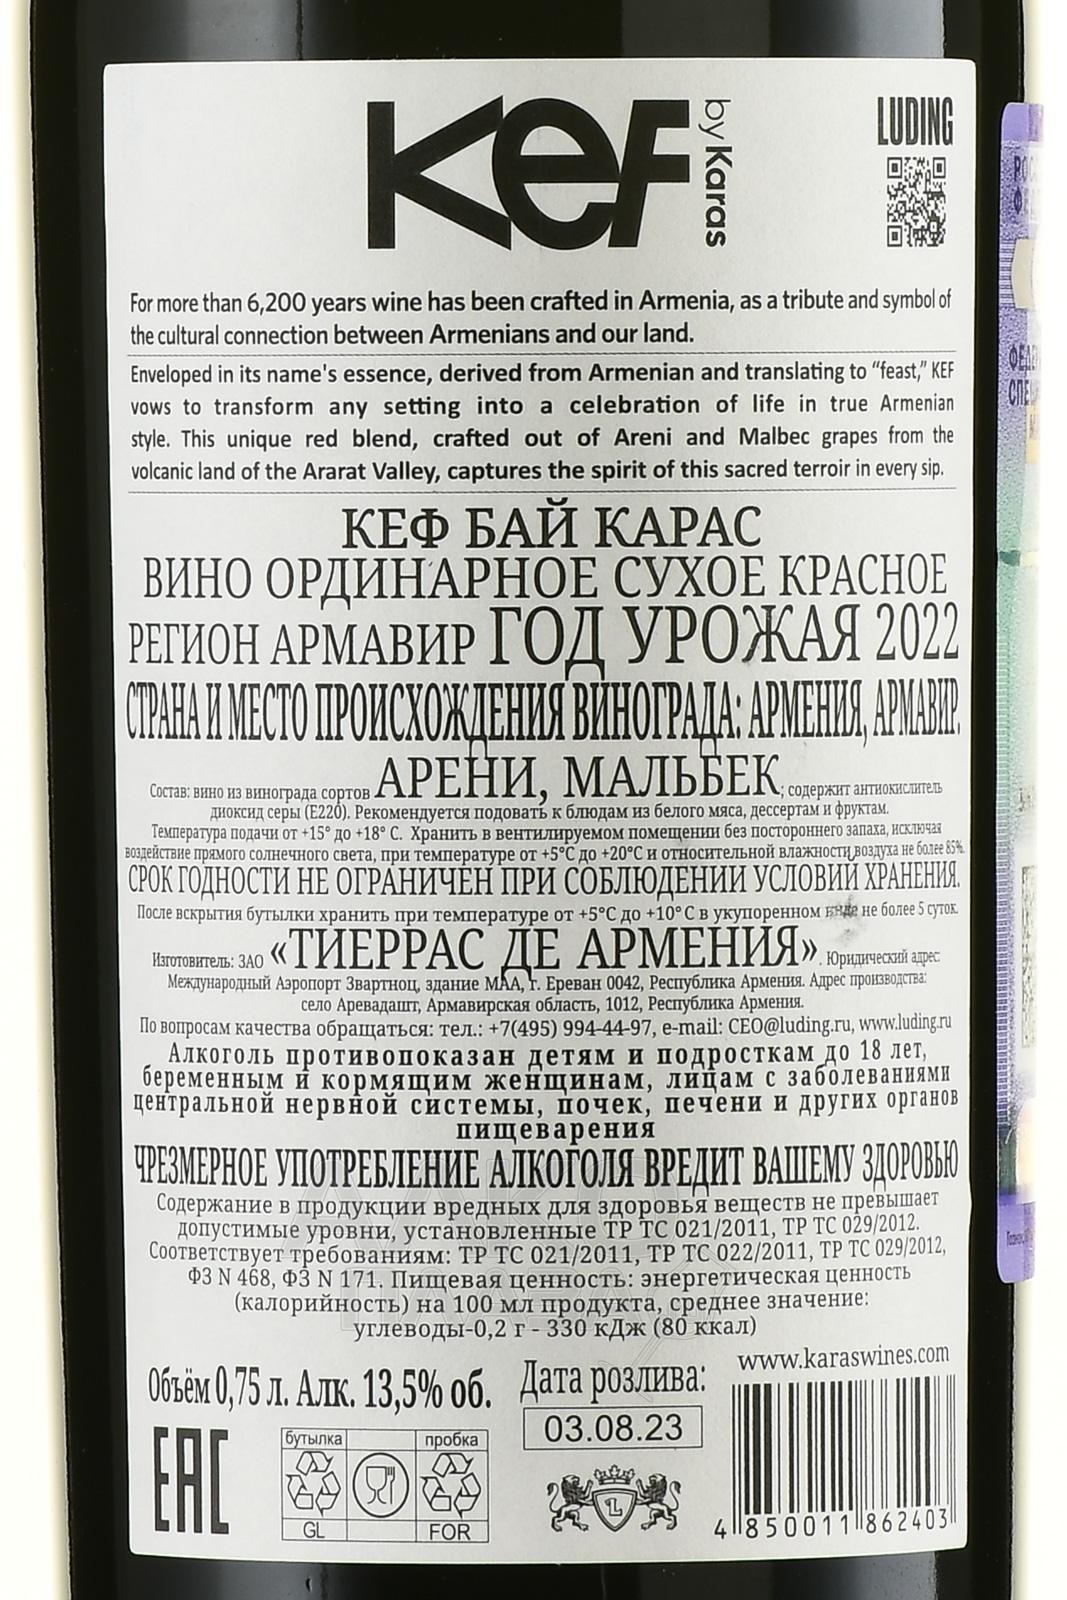 Kef by Karas
LUDING
For more than 6,200 years wine has been crafted in Armenia, as a tribute and symbol of
the cultural connection between Armenians and our land.
Enveloped in its name's essence, derived from Armenian and translating to “feast,” KEF
vows to transform any setting into a celebration of life in true Armenian
style. This unique red blend, crafted out of Areni and Malbec grapes from the
volcanic land of the Ararat Valley, captures the spirit of this sacred terroir in every sip.
КЕФ БАЙ КАРАС
ВИНО ОРДИНАРНОЕ СУХОЕ КРАСНОЕ
РЕГИОН АРМАВИР ГОД УРОЖАЯ 2022
СТРАНА И МЕСТО ПРОИСХОЖДЕНИЯ ВИНОГРАДА: АРМЕНИЯ, АРМАВИР.
Состав: вино из винограда сортов АРЕНИ, МАЛЬБЕК; содержит антиокислитель
диоксид серы (Е220). Рекомендуется подовать к блюдам из белого мяса, дессертам и фруктам.
Температура подачи от +15° до +18° С. Хранить в вентилируемом помещении без постороннего запаха, исключая
воздействие прямого солнечного света, при температуре от +5°С до +20°С и относительной влажности воздуха не более 85%.
СРОК ГОДНОСТИ НЕ ОГРАНИЧЕН ПРИ СОБЛЮДЕНИИ УСЛОВИЙ ХРАНЕНИЯ.
После вскрытия бутылки хранить при температуре от +5°С до +10°С в укупоренном виде не более 5 суток.
Изготовитель: ЗАО «ТИЕРРАС ДЕ АРМЕНИЯ». Юридический адрес:
Международный Аэропорт Звартноц, здание МАА, г. Ереван 0042, Республика Армения. Адрес производства:
село Аревадашт, Армавирская область, 1012, Республика Армения.
По вопросам качества обращаться: тел.: +7(495) 994-44-97, e-mail: CEO@luding.ru, www.luding.ru
Алкоголь противопоказан детям и подросткам до 18 лет,
беременным и кормящим женщинам, лицам с заболеваниями
центральной нервной системы, почек, печени и других органов
пищеварения
ЧРЕЗМЕРНОЕ УПОТРЕБЛЕНИЕ АЛКОГОЛЯ ВРЕДИТ ВАШЕМУ ЗДОРОВЬЮ
Содержание в продукции вредных для здоровья веществ не превышает
допустимые уровни, установленные ТР ТС 021/2011, ТР ТС 029/2012.
Соответствует требованиям: ТР ТС 021/2011, ТР ТС 022/2011, ТР ТС 029/2012,
ФЗ N 468, ФЗ N 171. Пищевая ценность: энергетическая ценность
(калорийность) на 100 мл продукта, среднее значение:
углеводы-0,2 г - 330 кДж (80 ккал)
www.karaswines.com
Объём 0,75 л. Алк. 13,5% об.
Дата розлива:
03.08.23
EAC
бутылка
пробка
GL
FOR
L
4 850011 862403